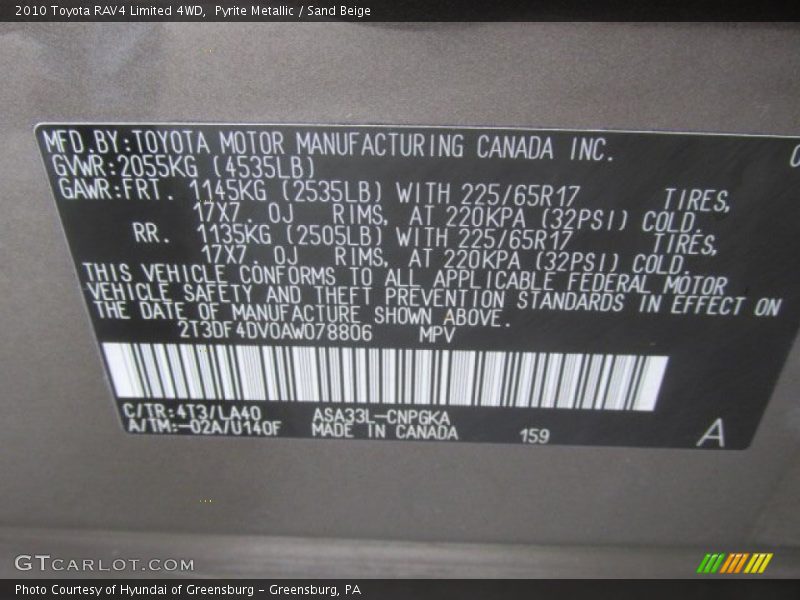 2010 Toyota RAV4 Limited 4WD, Pyrite Metallic / Sand Beige
MFD.BY:TOYOTA MOTOR MANUFACTURING CANADA INC.
GVWR:2055KG (4535LB)
GAWR:FRT. 1145KG (2535LB) WITH 225/65R17 TIRES,
17X7. 0J RIMS, AT 220KPA (32PSI) COLD.
RR. 1135KG (2505LB) WITH 225/65R17 TIRES,
17X7. 0J RIMS, AT 220KPA (32PSI) COLD.
THIS VEHICLE CONFORMS TO ALL APPLICABLE FEDERAL MOTOR
VEHICLE SAFETY AND THEFT PREVENTION STANDARDS IN EFFECT ON
THE DATE OF MANUFACTURE SHOWN ABOVE.
2T3DF4DV0AW078806 MPV
C/TR:4T3/LA40 ASA33L-CNPGKA
A/TM:-02A/U140F MADE IN CANADA 159 A
GTCARLOT.COM
Photo Courtesy of Hyundai of Greensburg - Greensburg, PA